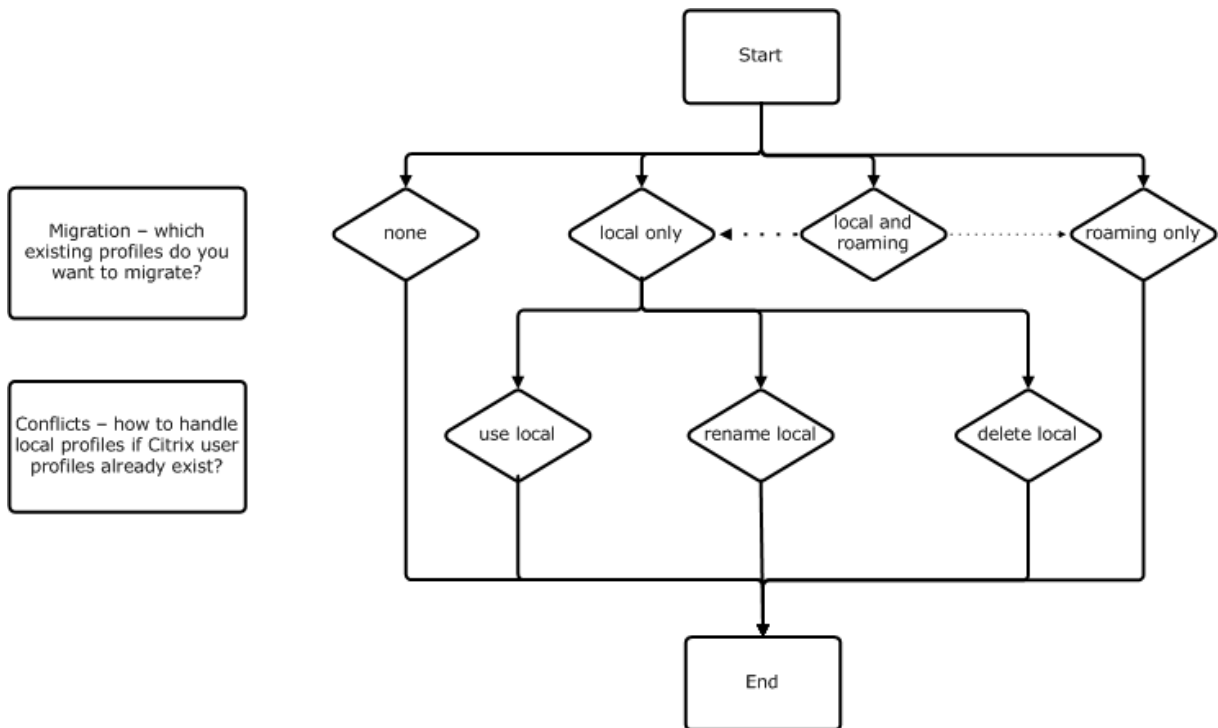 Start
Migration – which
existing profiles do you
want to migrate?
none
local only
local and
roaming
roaming only
Conflicts – how to handle
local profiles if Citrix user
profiles already exist?
use local
rename local
delete local
End